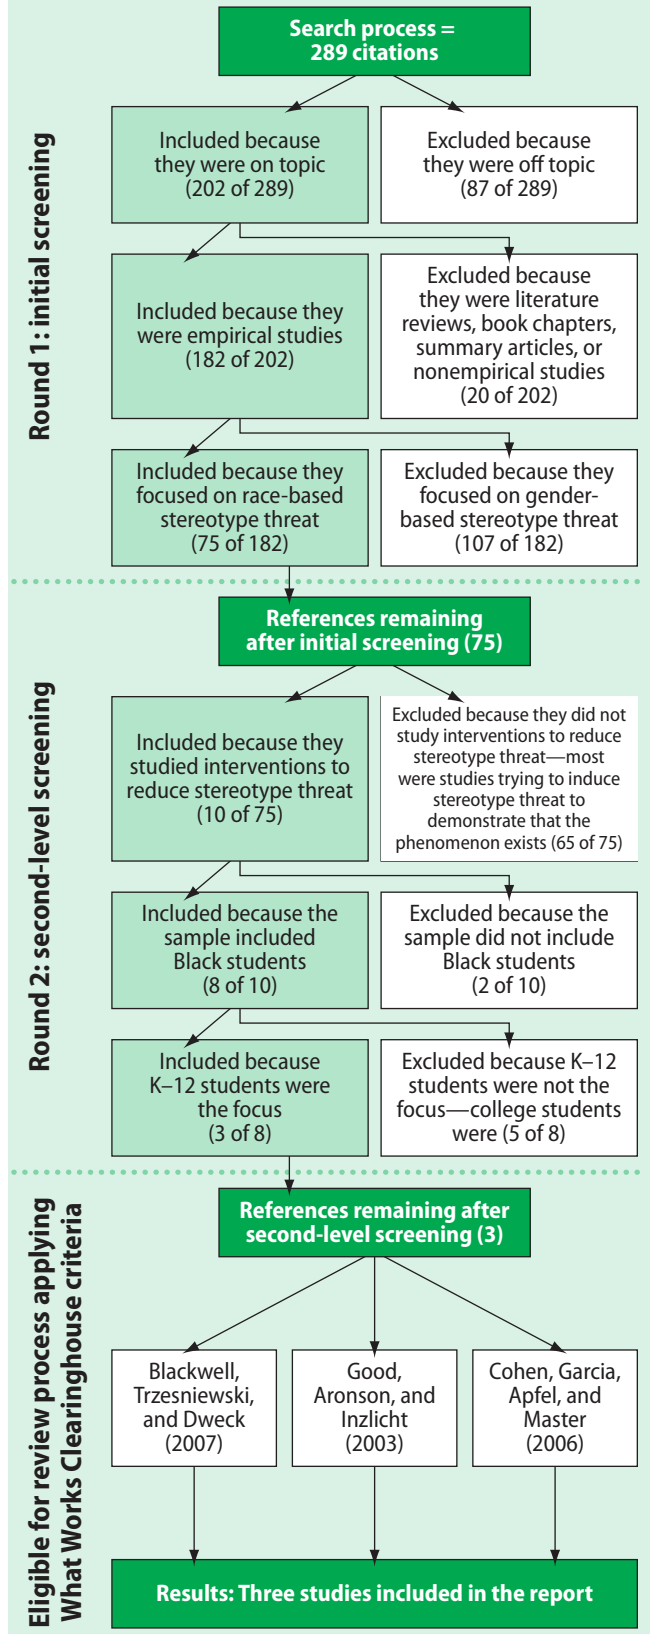 Search process =
289 citations
Round 1: initial screening
Included because
they were on topic
(202 of 289)
Excluded because
they were off topic
(87 of 289)
Included because they
were empirical studies
(182 of 202)
Excluded because
they were literature
reviews, book chapters,
summary articles, or
nonempirical studies
(20 of 202)
Included because they
focused on race-based
stereotype threat
(75 of 182)
Excluded because they
focused on gender-
based stereotype threat
(107 of 182)
References remaining
after initial screening (75)
Round 2: second-level screening
Included because they
studied interventions to
reduce stereotype threat
(10 of 75)
Excluded because they did not
study interventions to reduce
stereotype threat—most
were studies trying to induce
stereotype threat to
demonstrate that the
phenomenon exists (65 of 75)
Included because the
sample included
Black students
(8 of 10)
Excluded because the
sample did not include
Black students
(2 of 10)
Included because
K–12 students were
the focus
(3 of 8)
Excluded because K–12
students were not the
focus—college students
were (5 of 8)
References remaining after
second-level screening (3)
Eligible for review process applying
What Works Clearinghouse criteria
Blackwell,
Trzesniewski,
and Dweck
(2007)
Good,
Aronson, and
Inzlicht
(2003)
Cohen, Garcia,
Apfel, and
Master
(2006)
Results: Three studies included in the report